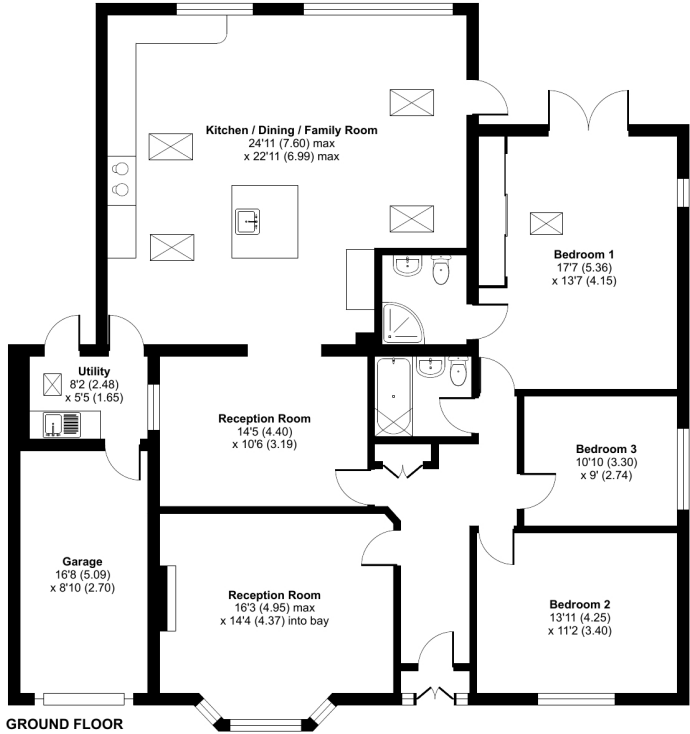 Kitchen / Dining / Family Room
24'11 (7.60) max
x 22'11 (6.99) max
Bedroom 1
17'7 (5.36)
x 13'7 (4.15)
Utility
8'2 (2.48)
x 5'5 (1.65)
Reception Room
14'5 (4.40)
x 10'6 (3.19)
Bedroom 3
10'10 (3.30)
x 9' (2.74)
Garage
16'8 (5.09)
x 8'10 (2.70)
Reception Room
16'3 (4.95) max
x 14'4 (4.37) into bay
Bedroom 2
13'11 (4.25)
x 11'2 (3.40)
GROUND FLOOR